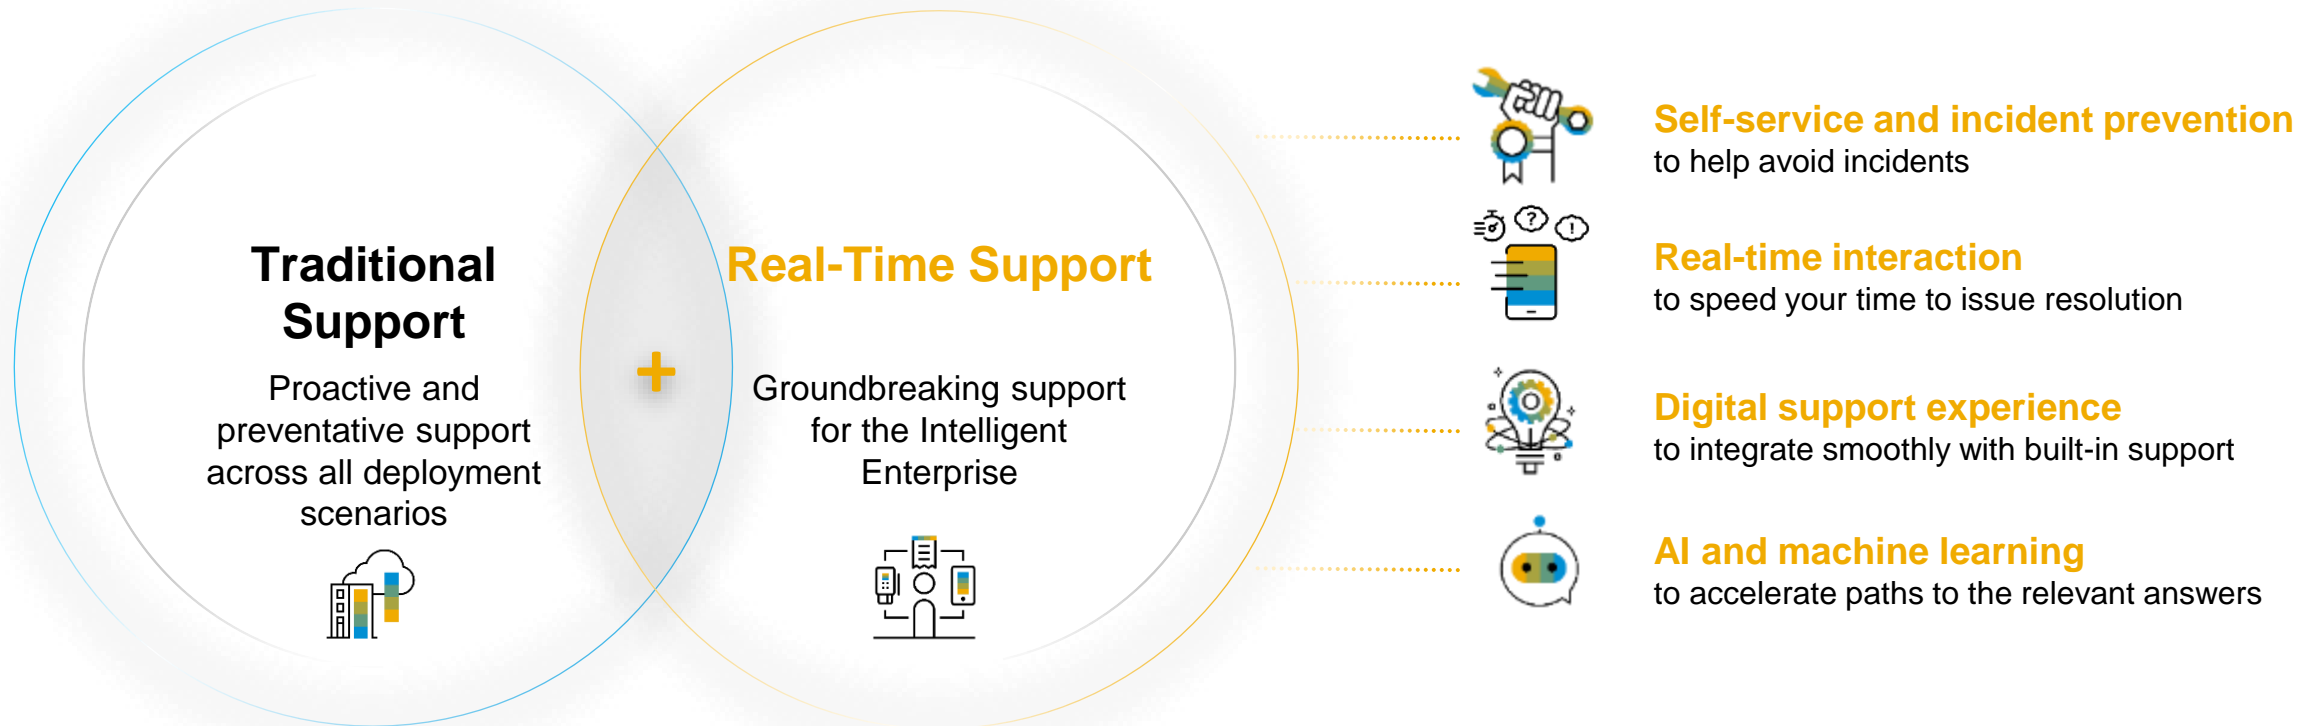 Traditional
Support
Proactive and
preventative support
across all deployment
scenarios
+
Real-Time Support
Groundbreaking support
for the Intelligent
Enterprise
Self-service and incident prevention
to help avoid incidents
? !
Real-time interaction
to speed your time to issue resolution
Digital support experience
to integrate smoothly with built-in support
AI and machine learning
to accelerate paths to the relevant answers